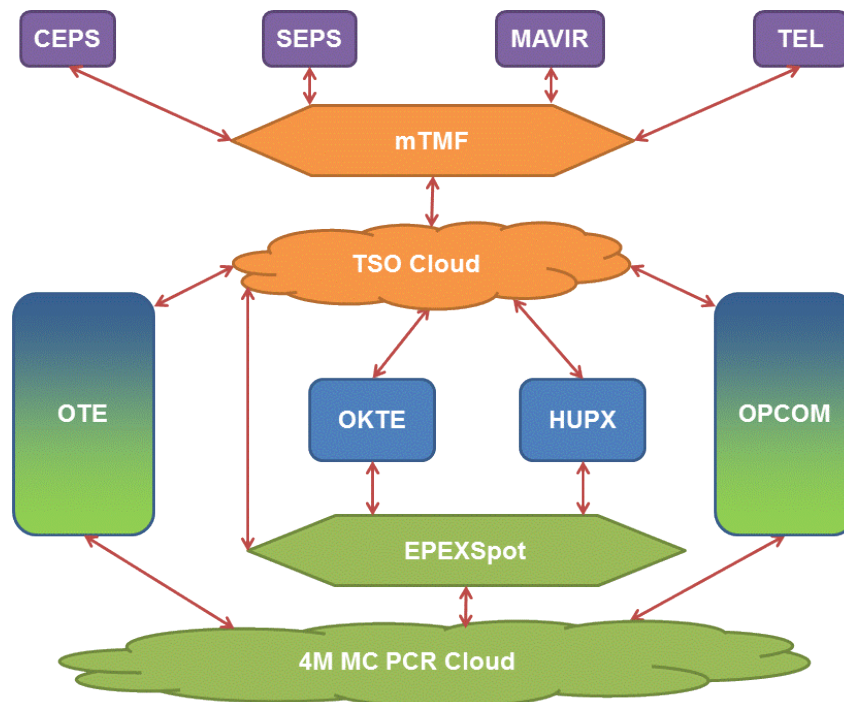 CEPS
SEPS
MAVIR
TEL
mTMF
TSO Cloud
OTE
OKTE
HUPX
OPCOM
EPEXSpot
4M MC PCR Cloud